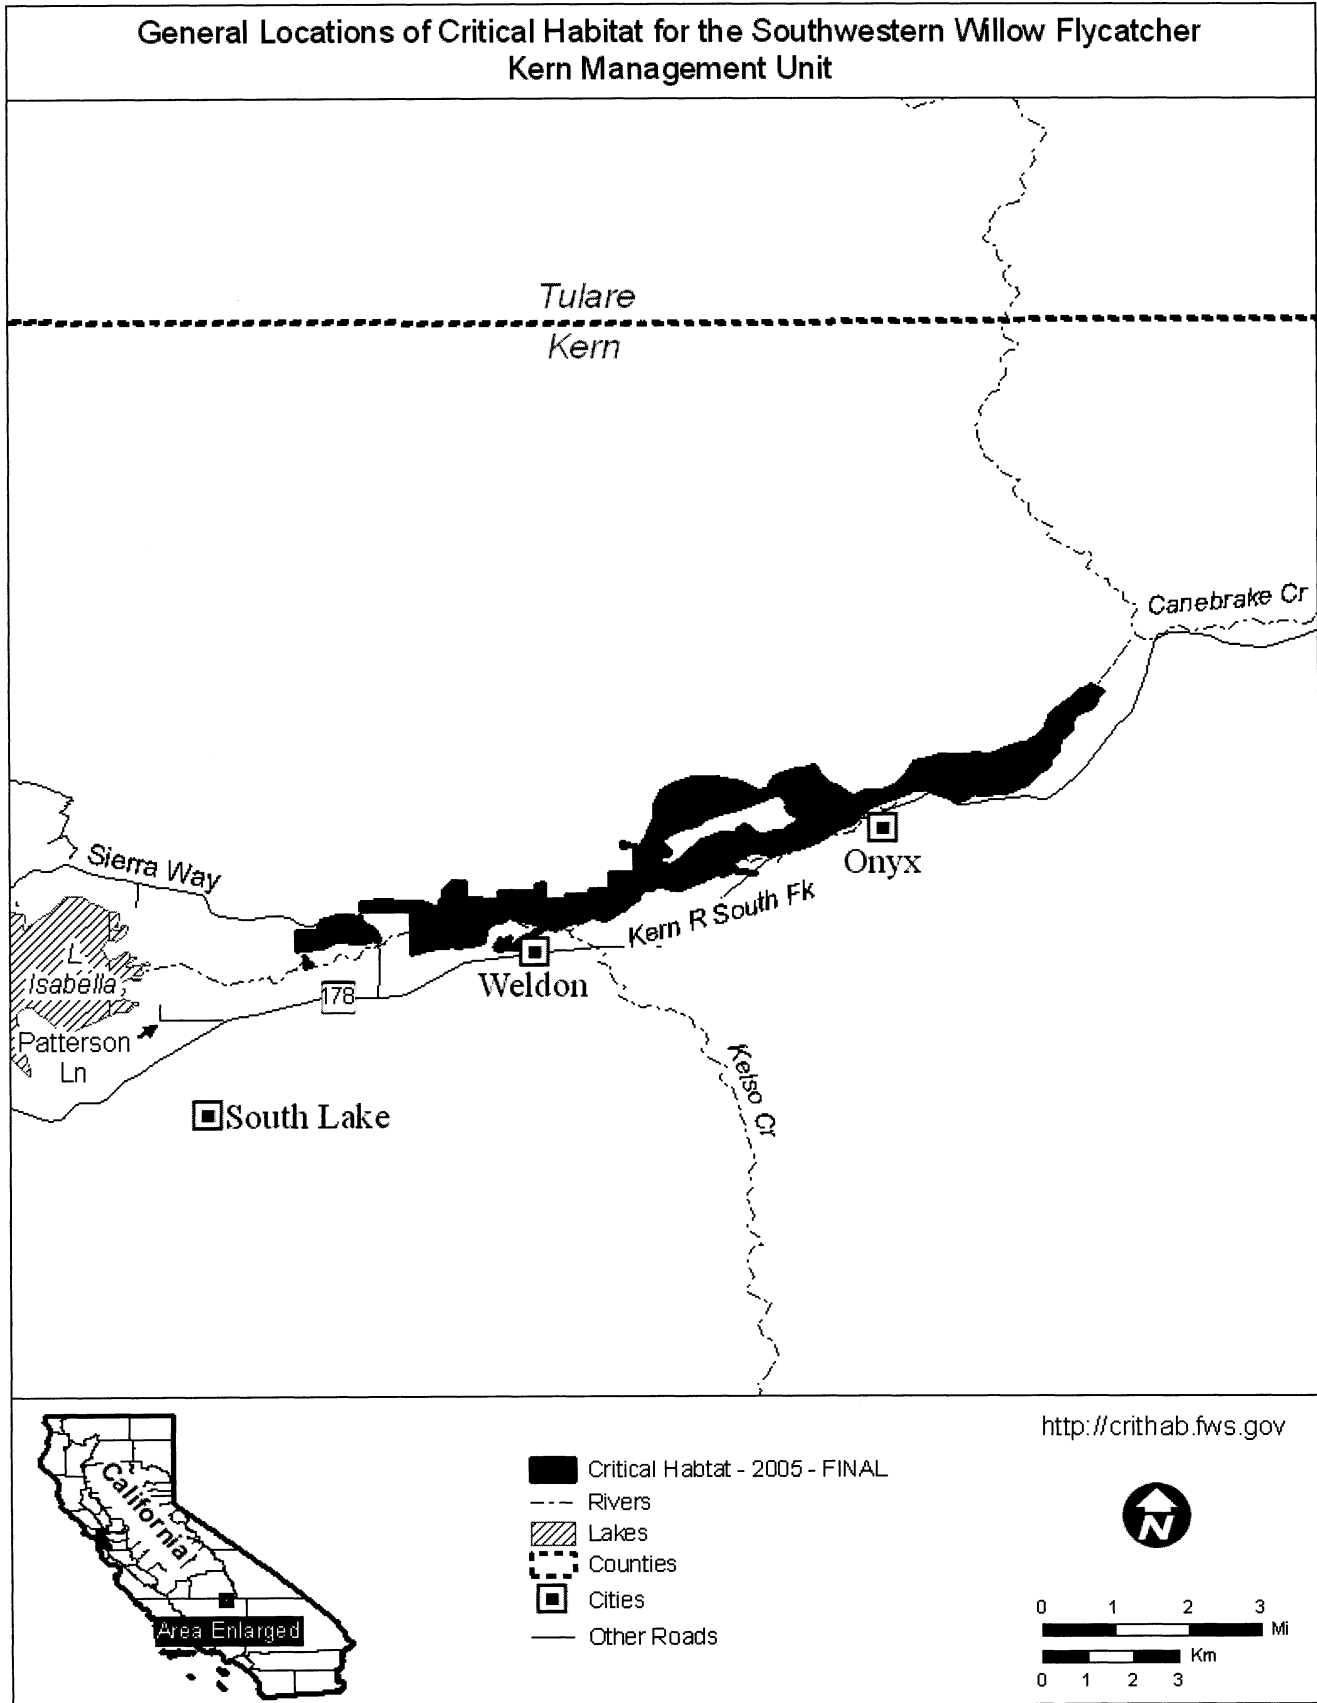 General Locations of Critical Habitat for the Southwestern Willow Flycatcher
Kern Management Unit
Tulare
Kern
Canebrake Cr
Sierra Way
Onyx
Kern R South Fk
L
Isabella
Weldon
178
Patterson
Ln
Kelso Cr
South Lake
California
Area Enlarged
Critical Habtat - 2005 - FINAL
Rivers
Lakes
Counties
Cities
Other Roads
http://crithab.fws.gov
N
0 1 2 3
Mi
Km
0 1 2 3